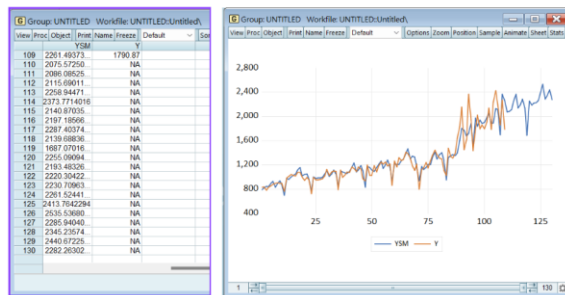 Group: UNTITLED Workfile: UNTITLED::Untitled\
View Proc Object Print Name Freeze Default Sor
YSM Y
109 2261.49373... 1790.87
110 2075.57250... NA
111 2086.08525... NA
112 2115.69011... NA
113 2258.94471... NA
114 2373.7714016 NA
115 2140.87035... NA
116 2197.18566... NA
117 2287.40374... NA
118 2139.68836... NA
119 1687.07016... NA
120 2255.09094... NA
121 2193.48326... NA
122 2220.30422... NA
123 2230.70963... NA
124 2261.52441... NA
125 2413.7642294 NA
126 2535.53680... NA
127 2285.94040... NA
128 2345.23574... NA
129 2440.67225... NA
130 2282.26302... NA
Group: UNTITLED Workfile: UNTITLED::Untitled\
View Proc Object Print Name Freeze Default Options Zoom Position Sample Animate Sheet Stats
2,800
2,400
2,000
1,600
1,200
800
400
25 50 75 100 125
YSM Y
1 130